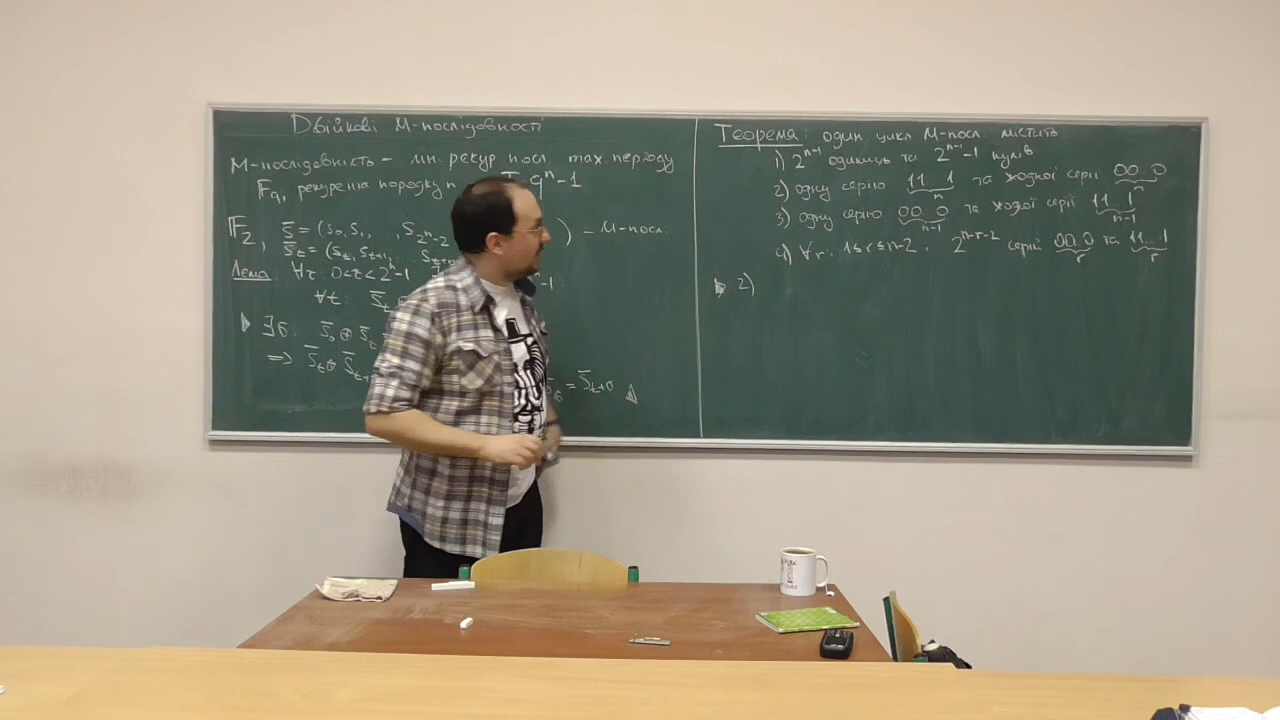 Двійкові М-послідовності
М-послідовність – лін. рекур. посл. max. періоду
F_q, рекурента порядку n T = q^n-1
F_2, S̄ = (S_0, S_1, , S_{2^n-2} ) – М-посл.
S̄_t = (S_t, S_{t+1}, S_{t+n
Лема: ∀τ: 0<τ<2^n-1 -1:
∀t: S̄_t
▷ ∃σ: S̄_0 ⊕ S̄_τ
⇒ S̄_t ⊕ S̄_{t+ = S̄_{t+σ} ◁
Теорема: один цикл М-посл. містить
1) 2^{n-1} одиниць та 2^{n-1}-1 нулів
2) одну серію 11...1 (n) та жодної серії 00...0 (n)
3) одну серію 00...0 (n-1) та жодної серії 11...1 (n-1)
4) ∀r: 1≤r≤n-2: 2^{n-r-2} серій 00...0 (r) та 11...1 (r)
▷ 2)